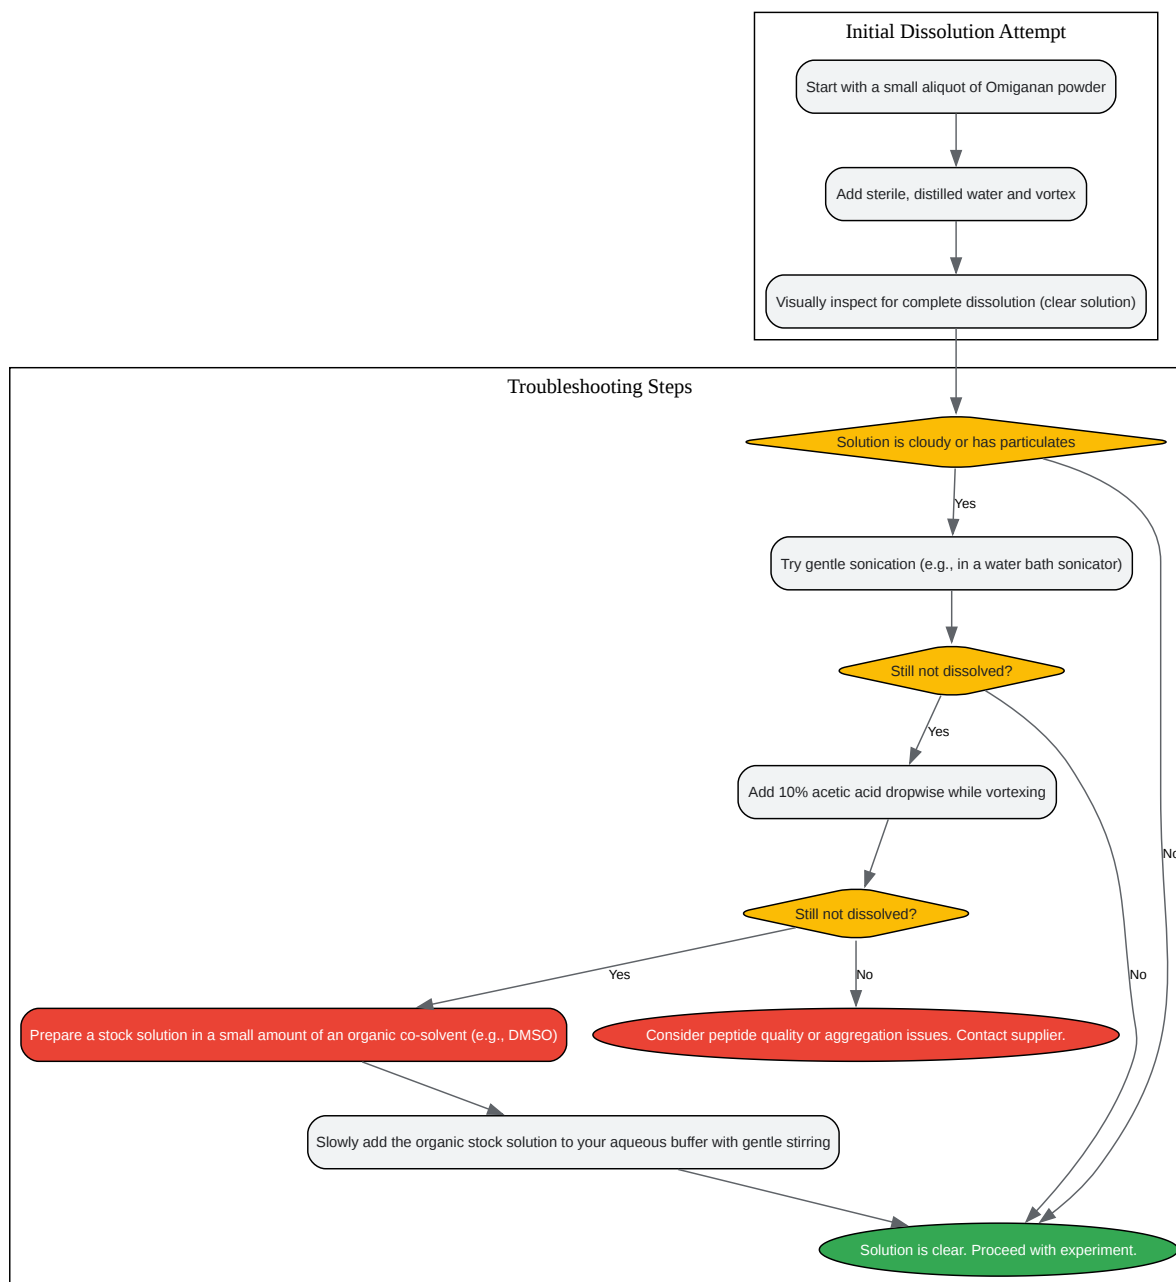 Initial Dissolution Attempt
Start with a small aliquot of Omiganan powder
Add sterile, distilled water and vortex
Visually inspect for complete dissolution (clear solution)
Troubleshooting Steps
Solution is cloudy or has particulates
Yes
Try gentle sonication (e.g., in a water bath sonicator)
Still not dissolved?
Yes
Add 10% acetic acid dropwise while vortexing
No
Still not dissolved?
Yes
No
No
Prepare a stock solution in a small amount of an organic co-solvent (e.g., DMSO)
Consider peptide quality or aggregation issues. Contact supplier.
Slowly add the organic stock solution to your aqueous buffer with gentle stirring
Solution is clear. Proceed with experiment.